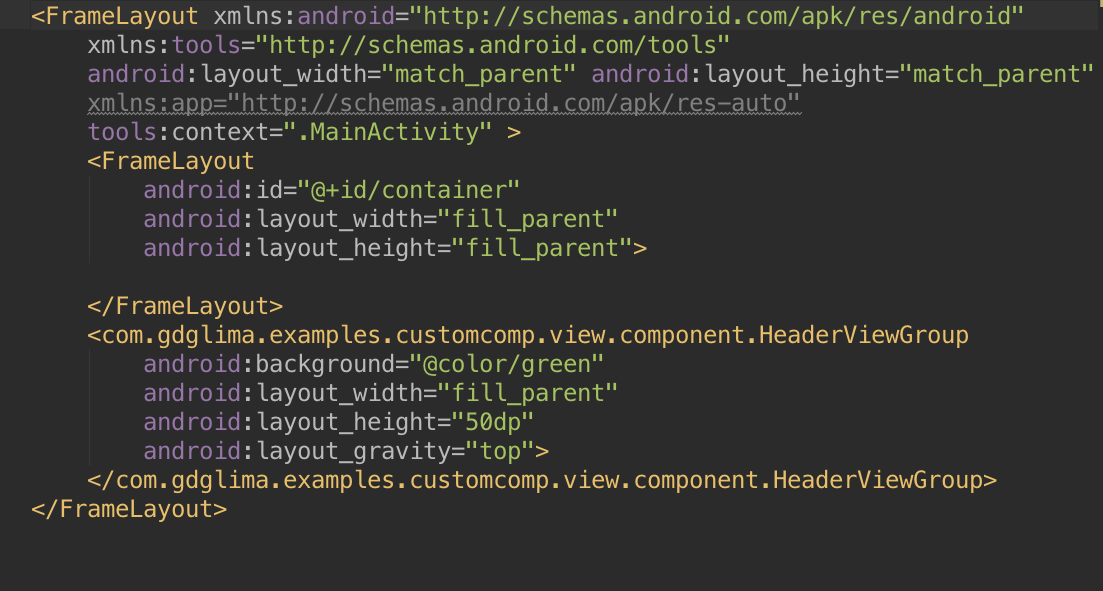 <FrameLayout xmlns:android="http://schemas.android.com/apk/res/android"
    xmlns:tools="http://schemas.android.com/tools"
    android:layout_width="match_parent" android:layout_height="match_parent"
    xmlns:app="http://schemas.android.com/apk/res-auto"
    tools:context=".MainActivity" >
    <FrameLayout
        android:id="@+id/container"
        android:layout_width="fill_parent"
        android:layout_height="fill_parent">

    </FrameLayout>
    <com.gdglima.examples.customcomp.view.component.HeaderViewGroup
        android:background="@color/green"
        android:layout_width="fill_parent"
        android:layout_height="50dp"
        android:layout_gravity="top">
    </com.gdglima.examples.customcomp.view.component.HeaderViewGroup>
</FrameLayout>